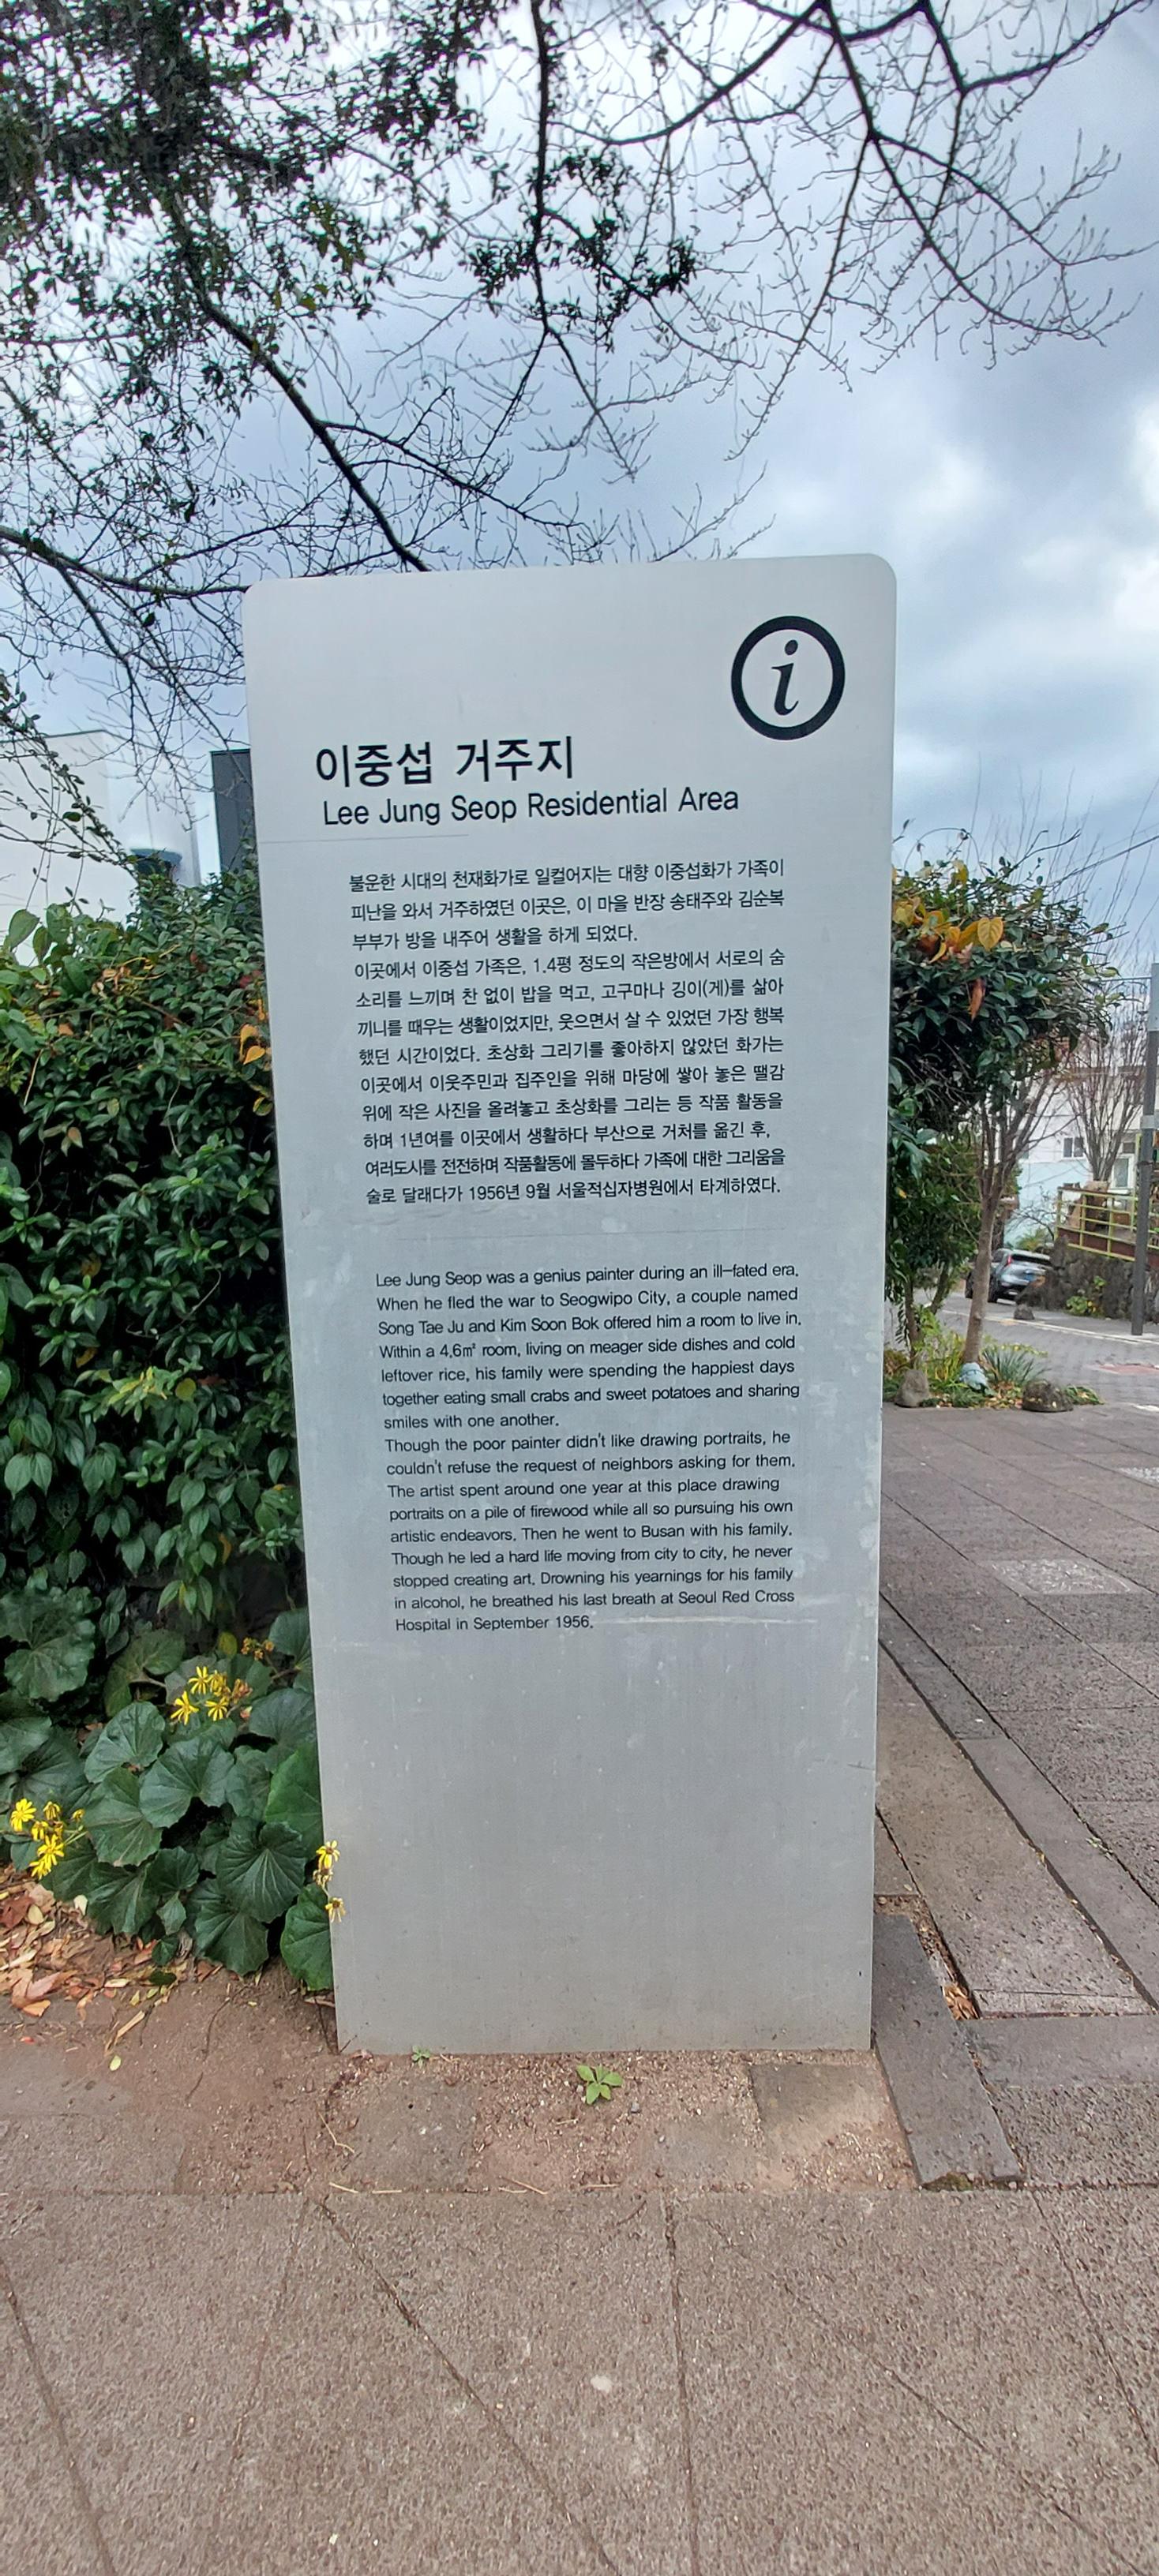 i
이중섭 거주지
Lee Jung Seop Residential Area
불운한 시대의 천재화가로 일컬어지는 대향 이중섭화가 가족이
피난을 와서 거주하였던 이곳은, 이 마을 반장 송태주와 김순복
부부가 방을 내주어 생활을 하게 되었다.
이곳에서 이중섭 가족은, 1.4평 정도의 작은방에서 서로의 숨
소리를 느끼며 찬 없이 밥을 먹고, 고구마나 깅이(게)를 삶아
끼니를 때우는 생활이었지만, 웃으면서 살 수 있었던 가장 행복
했던 시간이었다. 초상화 그리기를 좋아하지 않았던 화가는
이곳에서 이웃주민과 집주인을 위해 마당에 쌓아 놓은 땔감
위에 작은 사진을 올려놓고 초상화를 그리는 등 작품 활동을
하며 1년여를 이곳에서 생활하다 부산으로 거처를 옮긴 후,
여러도시를 전전하며 작품활동에 몰두하다 가족에 대한 그리움을
술로 달래다가 1956년 9월 서울적십자병원에서 타계하였다.
Lee Jung Seop was a genius painter during an ill-fated era.
When he fled the war to Seogwipo City, a couple named
Song Tae Ju and Kim Soon Bok offered him a room to live in.
Within a 4.6㎡ room, living on meager side dishes and cold
leftover rice, his family were spending the happiest days
together eating small crabs and sweet potatoes and sharing
smiles with one another.
Though the poor painter didn't like drawing portraits, he
couldn't refuse the request of neighbors asking for them.
The artist spent around one year at this place drawing
portraits on a pile of firewood while all so pursuing his own
artistic endeavors. Then he went to Busan with his family.
Though he led a hard life moving from city to city, he never
stopped creating art. Drowning his yearnings for his family
in alcohol, he breathed his last breath at Seoul Red Cross
Hospital in September 1956.